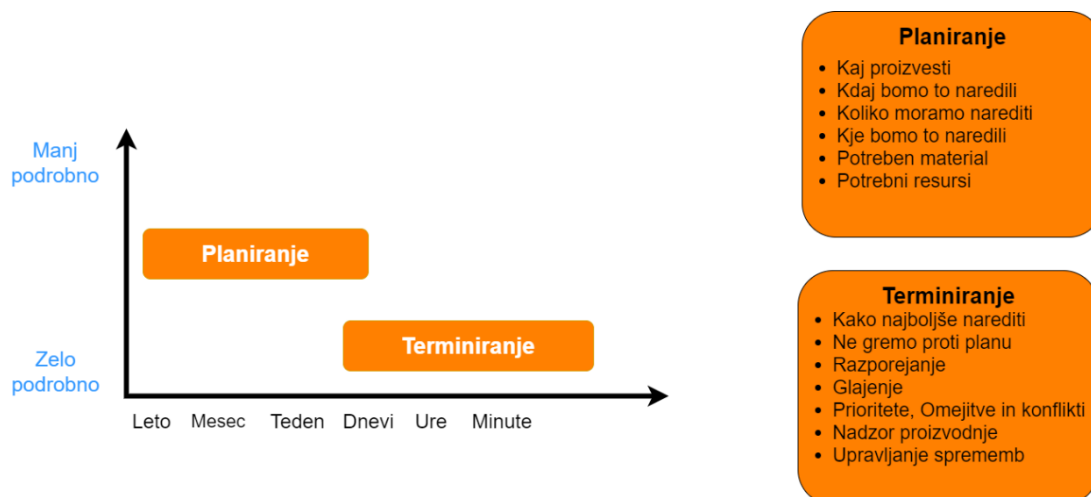 Manj
podrobno
Planiranje
Terminiranje
Zelo
podrobno
Leto Mesec Teden Dnevi Ure Minute
Planiranje
• Kaj proizvesti
• Kdaj bomo to naredili
• Koliko moramo narediti
• Kje bomo to naredili
• Potreben material
• Potrebni resursi
Terminiranje
• Kako najboljše narediti
• Ne gremo proti planu
• Razporejanje
• Glajenje
• Prioritete, Omejitve in konflikti
• Nadzor proizvodnje
• Upravljanje sprememb